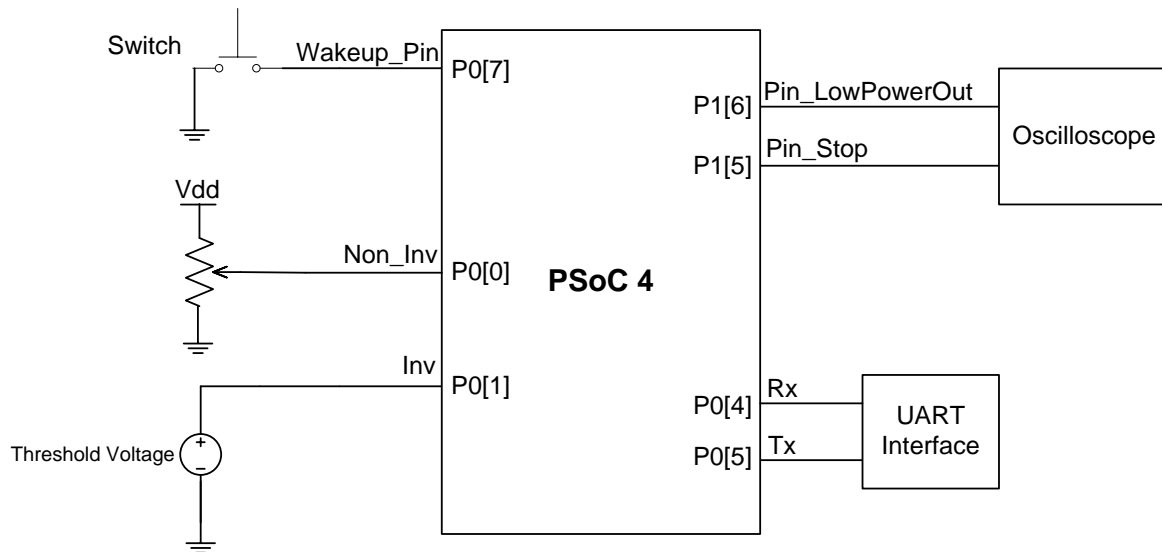 Switch
Wakeup_Pin
P0[7]
Vdd
Non_Inv
P0[0]
Inv
P0[1]
Threshold Voltage
+
−
PSoC 4
P1[6]
Pin_LowPowerOut
P1[5]
Pin_Stop
Oscilloscope
P0[4]
Rx
P0[5]
Tx
UART
Interface